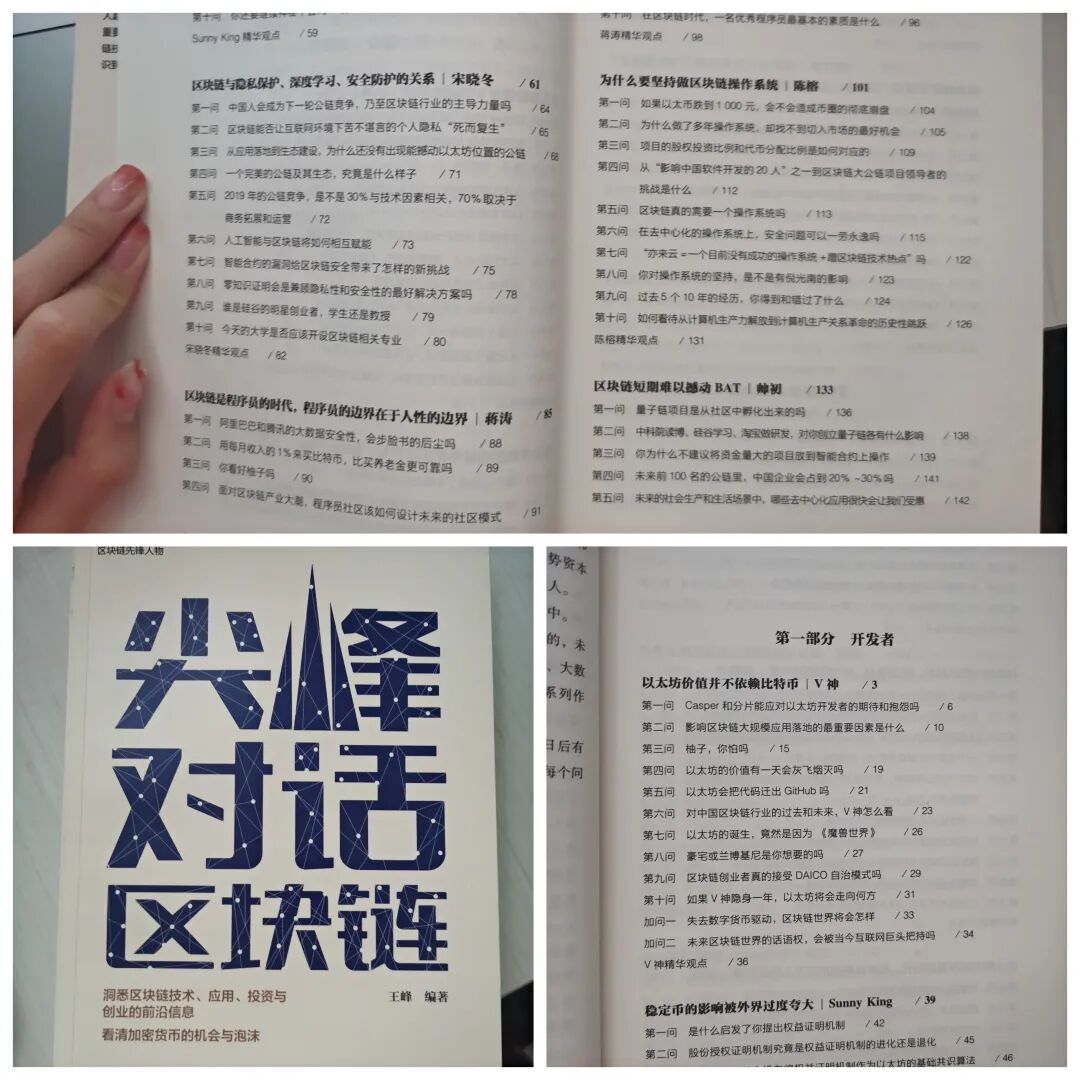 人类
重要
链技
识到
第十问 你还要继续神秘
Sunny King 精华观点 / 59
区块链与隐私保护、深度学习、安全防护的关系 | 宋晓冬 / 61
第一问 中国人会成为下一轮公链竞争，乃至区块链行业的主导力量吗 / 64
第二问 区块链能否让互联网环境下苦不堪言的个人隐私“死而复生” / 65
第三问 从应用落地到生态建设，为什么还没有出现能撼动以太坊位置的公链 / 68
第四问 一个完美的公链及其生态，究竟是什么样子 / 71
第五问 2019 年的公链竞争，是不是 30% 与技术因素相关，70% 取决于
商务拓展和运营 / 72
第六问 人工智能与区块链将如何相互赋能 / 73
第七问 智能合约的漏洞给区块链安全带来了怎样的新挑战 / 75
第八问 零知识证明会是兼顾隐私性和安全性的最好解决方案吗 / 78
第九问 谁是硅谷的明星创业者，学生还是教授 / 79
第十问 今天的大学是否应该开设区块链相关专业 / 80
宋晓冬精华观点 / 82
区块链是程序员的时代，程序员的边界在于人性的边界 | 蒋涛 / 85
第一问 阿里巴巴和腾讯的大数据安全性，会步脸书的后尘吗 / 88
第二问 用每月收入的 1% 来买比特币，比买养老金更可靠吗 / 89
第三问 你看好柚子吗 / 90
第四问 面对区块链产业大潮，程序员社区该如何设计未来的社区模式 / 91
第十问 在区块链时代，一名优秀程序员最基本的素质是什么 / 96
蒋涛精华观点 / 98
为什么要坚持做区块链操作系统 | 陈榕 / 101
第一问 如果以太币跌到 1 000 元，会不会造成币圈的彻底崩盘 / 104
第二问 为什么做了多年操作系统，却找不到切入市场的最好机会 / 105
第三问 项目的股权投资比例和代币分配比例是如何对应的 / 109
第四问 从“影响中国软件开发的 20 人”之一到区块链大公链项目领导者的
挑战是什么 / 112
第五问 区块链真的需要一个操作系统吗 / 113
第六问 在去中心化的操作系统上，安全问题可以一劳永逸吗 / 115
第七问 “亦来云 = 一个目前没有成功的操作系统 + 蹭区块链技术热点”吗 / 122
第八问 你对操作系统的坚持，是不是有倪光南的影响 / 123
第九问 过去 5 个 10 年的经历，你得到和错过了什么 / 124
第十问 如何看待从计算机生产力解放到计算机生产关系革命的历史性跳跃 / 126
陈榕精华观点 / 131
区块链短期难以撼动 BAT | 帅初 / 133
第一问 量子链项目是从社区中孵化出来的吗 / 136
第二问 中科院读博、硅谷学习、淘宝做研发，对你创立量子链各有什么影响 / 138
第三问 你为什么不建议将资金量大的项目放到智能合约上操作 / 139
第四问 未来前 100 名的公链里，中国企业会占到 20% ~30% 吗 / 141
第五问 未来的社会生产和生活场景中，哪些去中心化应用很快会让我们受惠 / 142
区块链先锋人物
尖峰
对话
区块链
王峰 编著
洞悉区块链技术、应用、投资与
创业的前沿信息
看清加密货币的机会与泡沫
势资本
人。
中。
的，未
、大数
系列作
日后有
每个问
第一部分 开发者
以太坊价值并不依赖比特币 | V 神 / 3
第一问 Casper 和分片能应对以太坊开发者的期待和抱怨吗 / 6
第二问 影响区块链大规模应用落地的最重要因素是什么 / 10
第三问 柚子，你怕吗 / 15
第四问 以太坊的价值有一天会灰飞烟灭吗 / 19
第五问 以太坊会把代码迁出 GitHub 吗 / 21
第六问 对中国区块链行业的过去和未来，V 神怎么看 / 23
第七问 以太坊的诞生，竟然是因为《魔兽世界》 / 26
第八问 豪宅或兰博基尼是你想要的吗 / 27
第九问 区块链创业者真的接受 DAICO 自治模式吗 / 29
第十问 如果 V 神隐身一年，以太坊将会走向何方 / 31
加问一 失去数字货币驱动，区块链世界将会怎样 / 33
加问二 未来区块链世界的话语权，会被当今互联网巨头把持吗 / 34
V 神精华观点 / 36
稳定币的影响被外界过度夸大 | Sunny King / 39
第一问 是什么启发了你提出权益证明机制 / 42
第二问 股份授权证明机制究竟是权益证明机制的进化还是退化 / 45
权益证明机制作为以太坊的基础共识算法 / 46